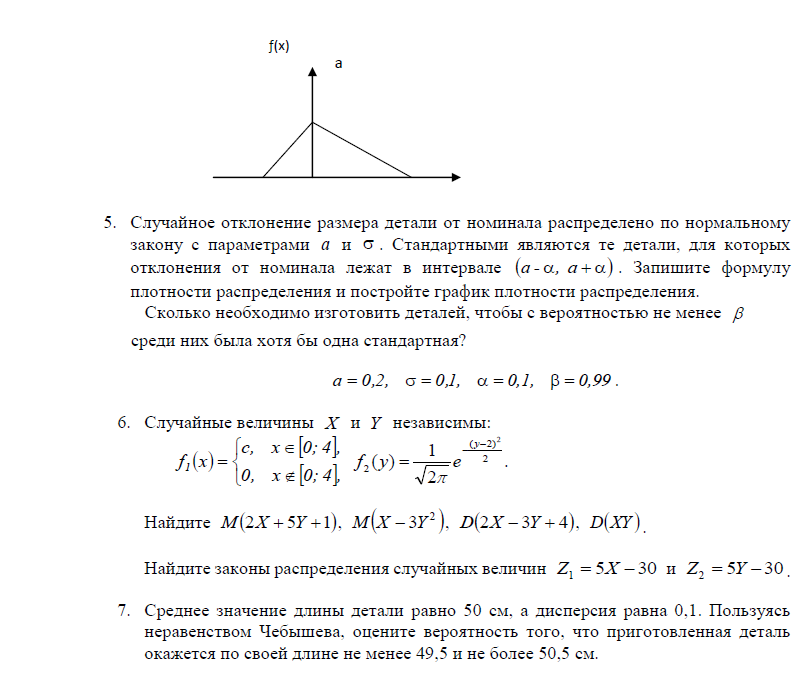 f(x)
a
5. Случайное отклонение размера детали от номинала распределено по нормальному
закону с параметрами a и σ . Стандартными являются те детали, для которых
отклонения от номинала лежат в интервале (a - α, a + α) . Запишите формулу
плотности распределения и постройте график плотности распределения.
Сколько необходимо изготовить деталей, чтобы с вероятностью не менее β
среди них была хотя бы одна стандартная?
a = 0,2, σ = 0,1, α = 0,1, β = 0,99 .
6. Случайные величины X и Y независимы:
f₁(x) = { c, x ∈ [0; 4], 0, x ∉ [0; 4], f₂(y) = 1/√2π e^(-(y−2)²/2) .
Найдите M(2X + 5Y + 1), M(X − 3Y²), D(2X − 3Y + 4), D(XY) .
Найдите законы распределения случайных величин Z₁ = 5X − 30 и Z₂ = 5Y − 30 .
7. Среднее значение длины детали равно 50 см, а дисперсия равна 0,1. Пользуясь
неравенством Чебышева, оцените вероятность того, что приготовленная деталь
окажется по своей длине не менее 49,5 и не более 50,5 см.